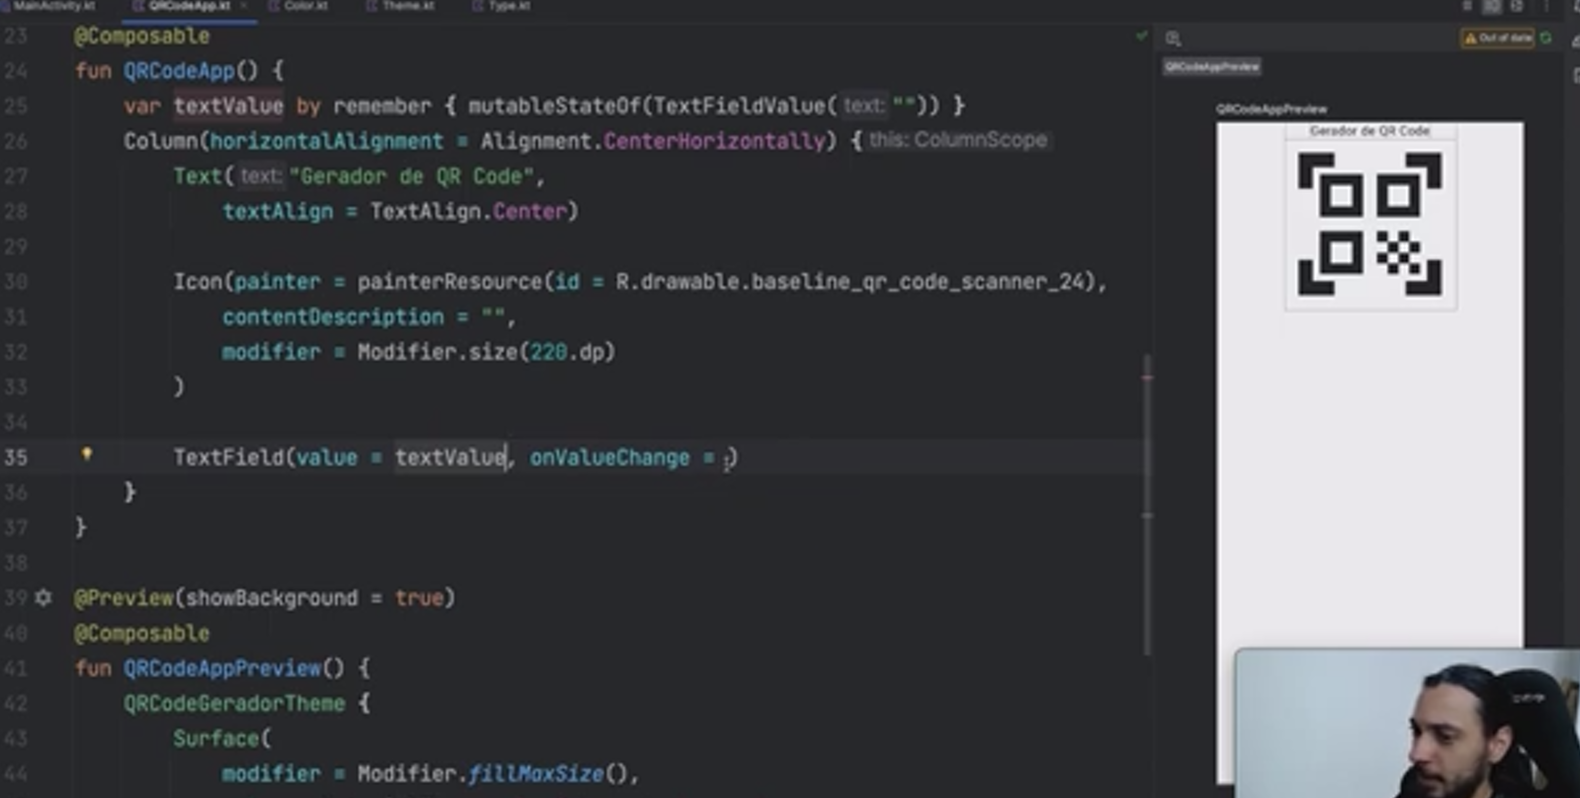 MainActivity.kt QRCodeApp.kt Color.kt Theme.kt Type.kt
Out of date
QRCodeAppPreview
QRCodeAppPreview
Gerador de QR Code
23 @Composable
24 fun QRCodeApp() {
25 var textValue by remember { mutableStateOf(TextFieldValue( text: "")) }
26 Column(horizontalAlignment = Alignment.CenterHorizontally) { this: ColumnScope
27 Text( text: "Gerador de QR Code",
28 textAlign = TextAlign.Center)
29
30 Icon(painter = painterResource(id = R.drawable.baseline_qr_code_scanner_24),
31 contentDescription = "",
32 modifier = Modifier.size(220.dp)
33 )
34
35 TextField(value = textValue, onValueChange = )
36 }
37 }
38
39 @Preview(showBackground = true)
40 @Composable
41 fun QRCodeAppPreview() {
42 QRCodeGeradorTheme {
43 Surface(
44 modifier = Modifier.fillMaxSize(),